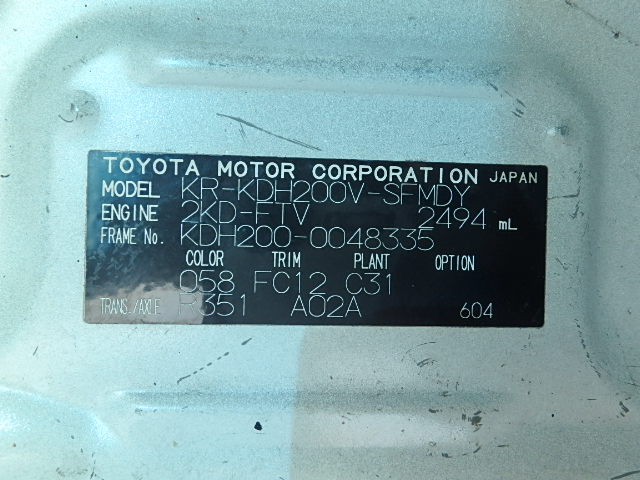 TOYOTA MOTOR CORPORATION JAPAN
MODEL KR-KDH200V-SFMDY
ENGINE 2KD-FTV 2494 mL
FRAME No. KDH200-0048335
COLOR TRIM PLANT OPTION
058 FC12 C31
TRANS./AXLE R351 A02A 604